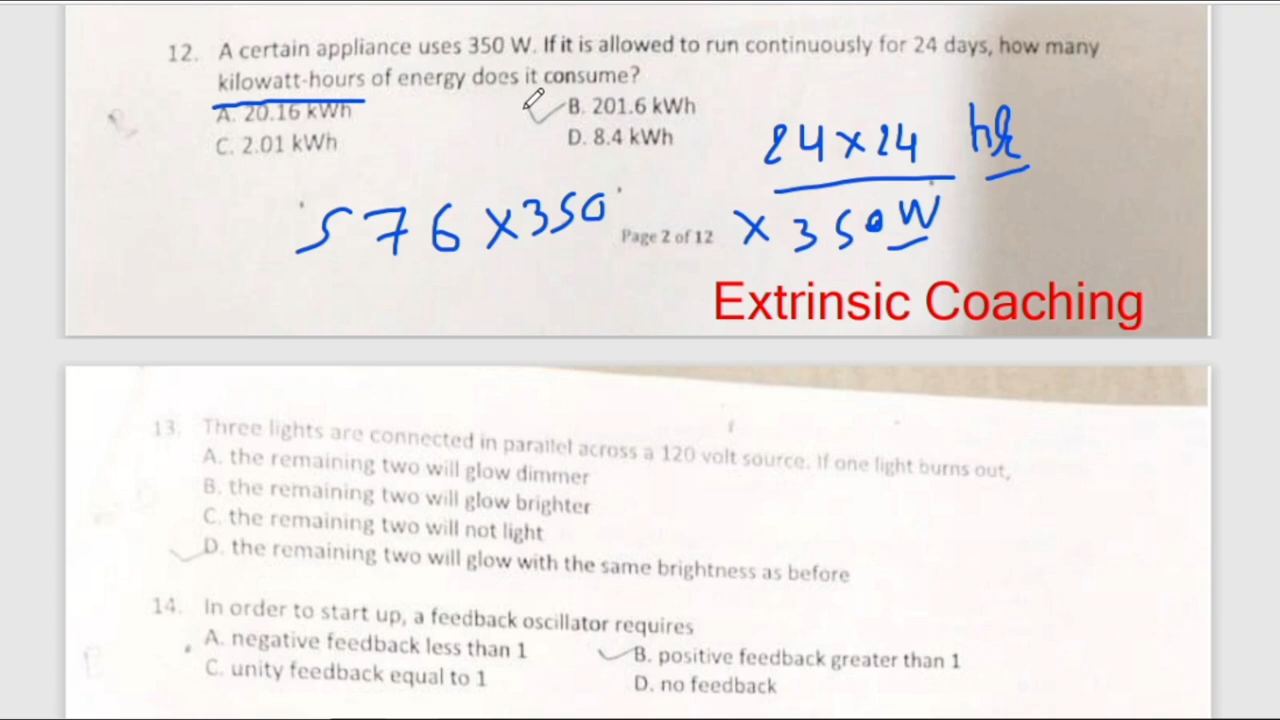 12. A certain appliance uses 350 W. If it is allowed to run continuously for 24 days, how many
kilowatt-hours of energy does it consume?
A. 20.16 kWh
B. 201.6 kWh
C. 2.01 kWh
D. 8.4 kWh
24 x 24 hr
576 x 350
x 350 W
Page 2 of 12
Extrinsic Coaching
13. Three lights are connected in parallel across a 120 volt source. If one light burns out,
A. the remaining two will glow dimmer
B. the remaining two will glow brighter
C. the remaining two will not light
D. the remaining two will glow with the same brightness as before
14. In order to start up, a feedback oscillator requires
A. negative feedback less than 1
B. positive feedback greater than 1
C. unity feedback equal to 1
D. no feedback